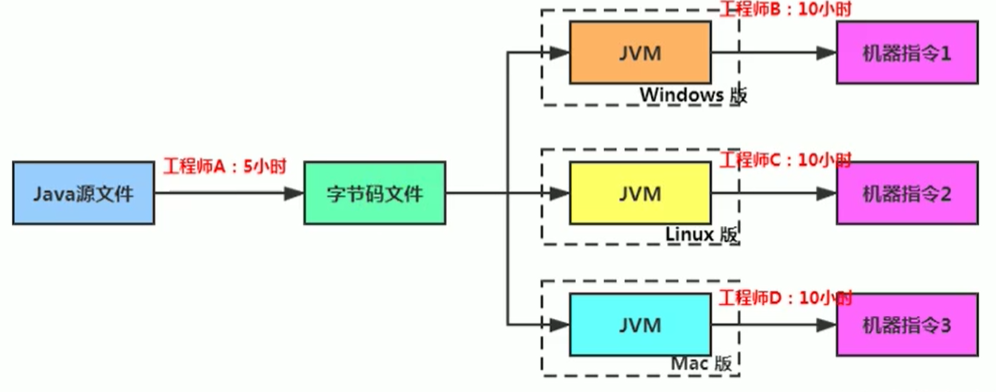 工程师B：10小时
JVM
机器指令1
Windows 版
工程师A：5小时
Java源文件
字节码文件
工程师C：10小时
JVM
机器指令2
Linux 版
工程师D：10小时
JVM
机器指令3
Mac 版